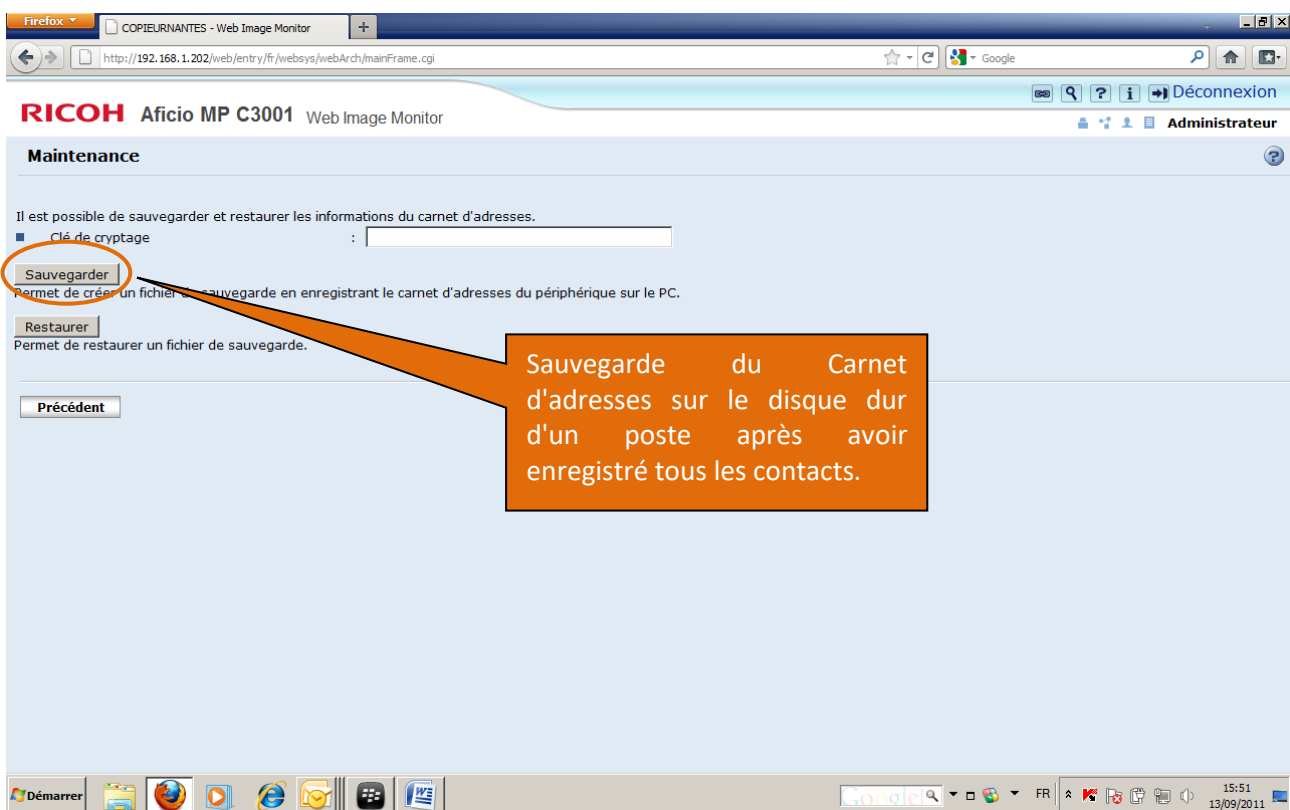 Firefox
COPIEURNANTES - Web Image Monitor
http://192.168.1.202/web/entry/fr/websys/webArch/mainFrame.cgi
Google
Déconnexion
RICOH Aficio MP C3001 Web Image Monitor
Administrateur
Maintenance
Il est possible de sauvegarder et restaurer les informations du carnet d'adresses.
Clé de cryptage :
Sauvegarder
Permet de créer un fichier de sauvegarde en enregistrant le carnet d'adresses du périphérique sur le PC.
Restaurer
Permet de restaurer un fichier de sauvegarde.
Sauvegarde du Carnet
d'adresses sur le disque dur
d'un poste après avoir
enregistré tous les contacts.
Précédent
Démarrer
Google
FR
15:51
13/09/2011